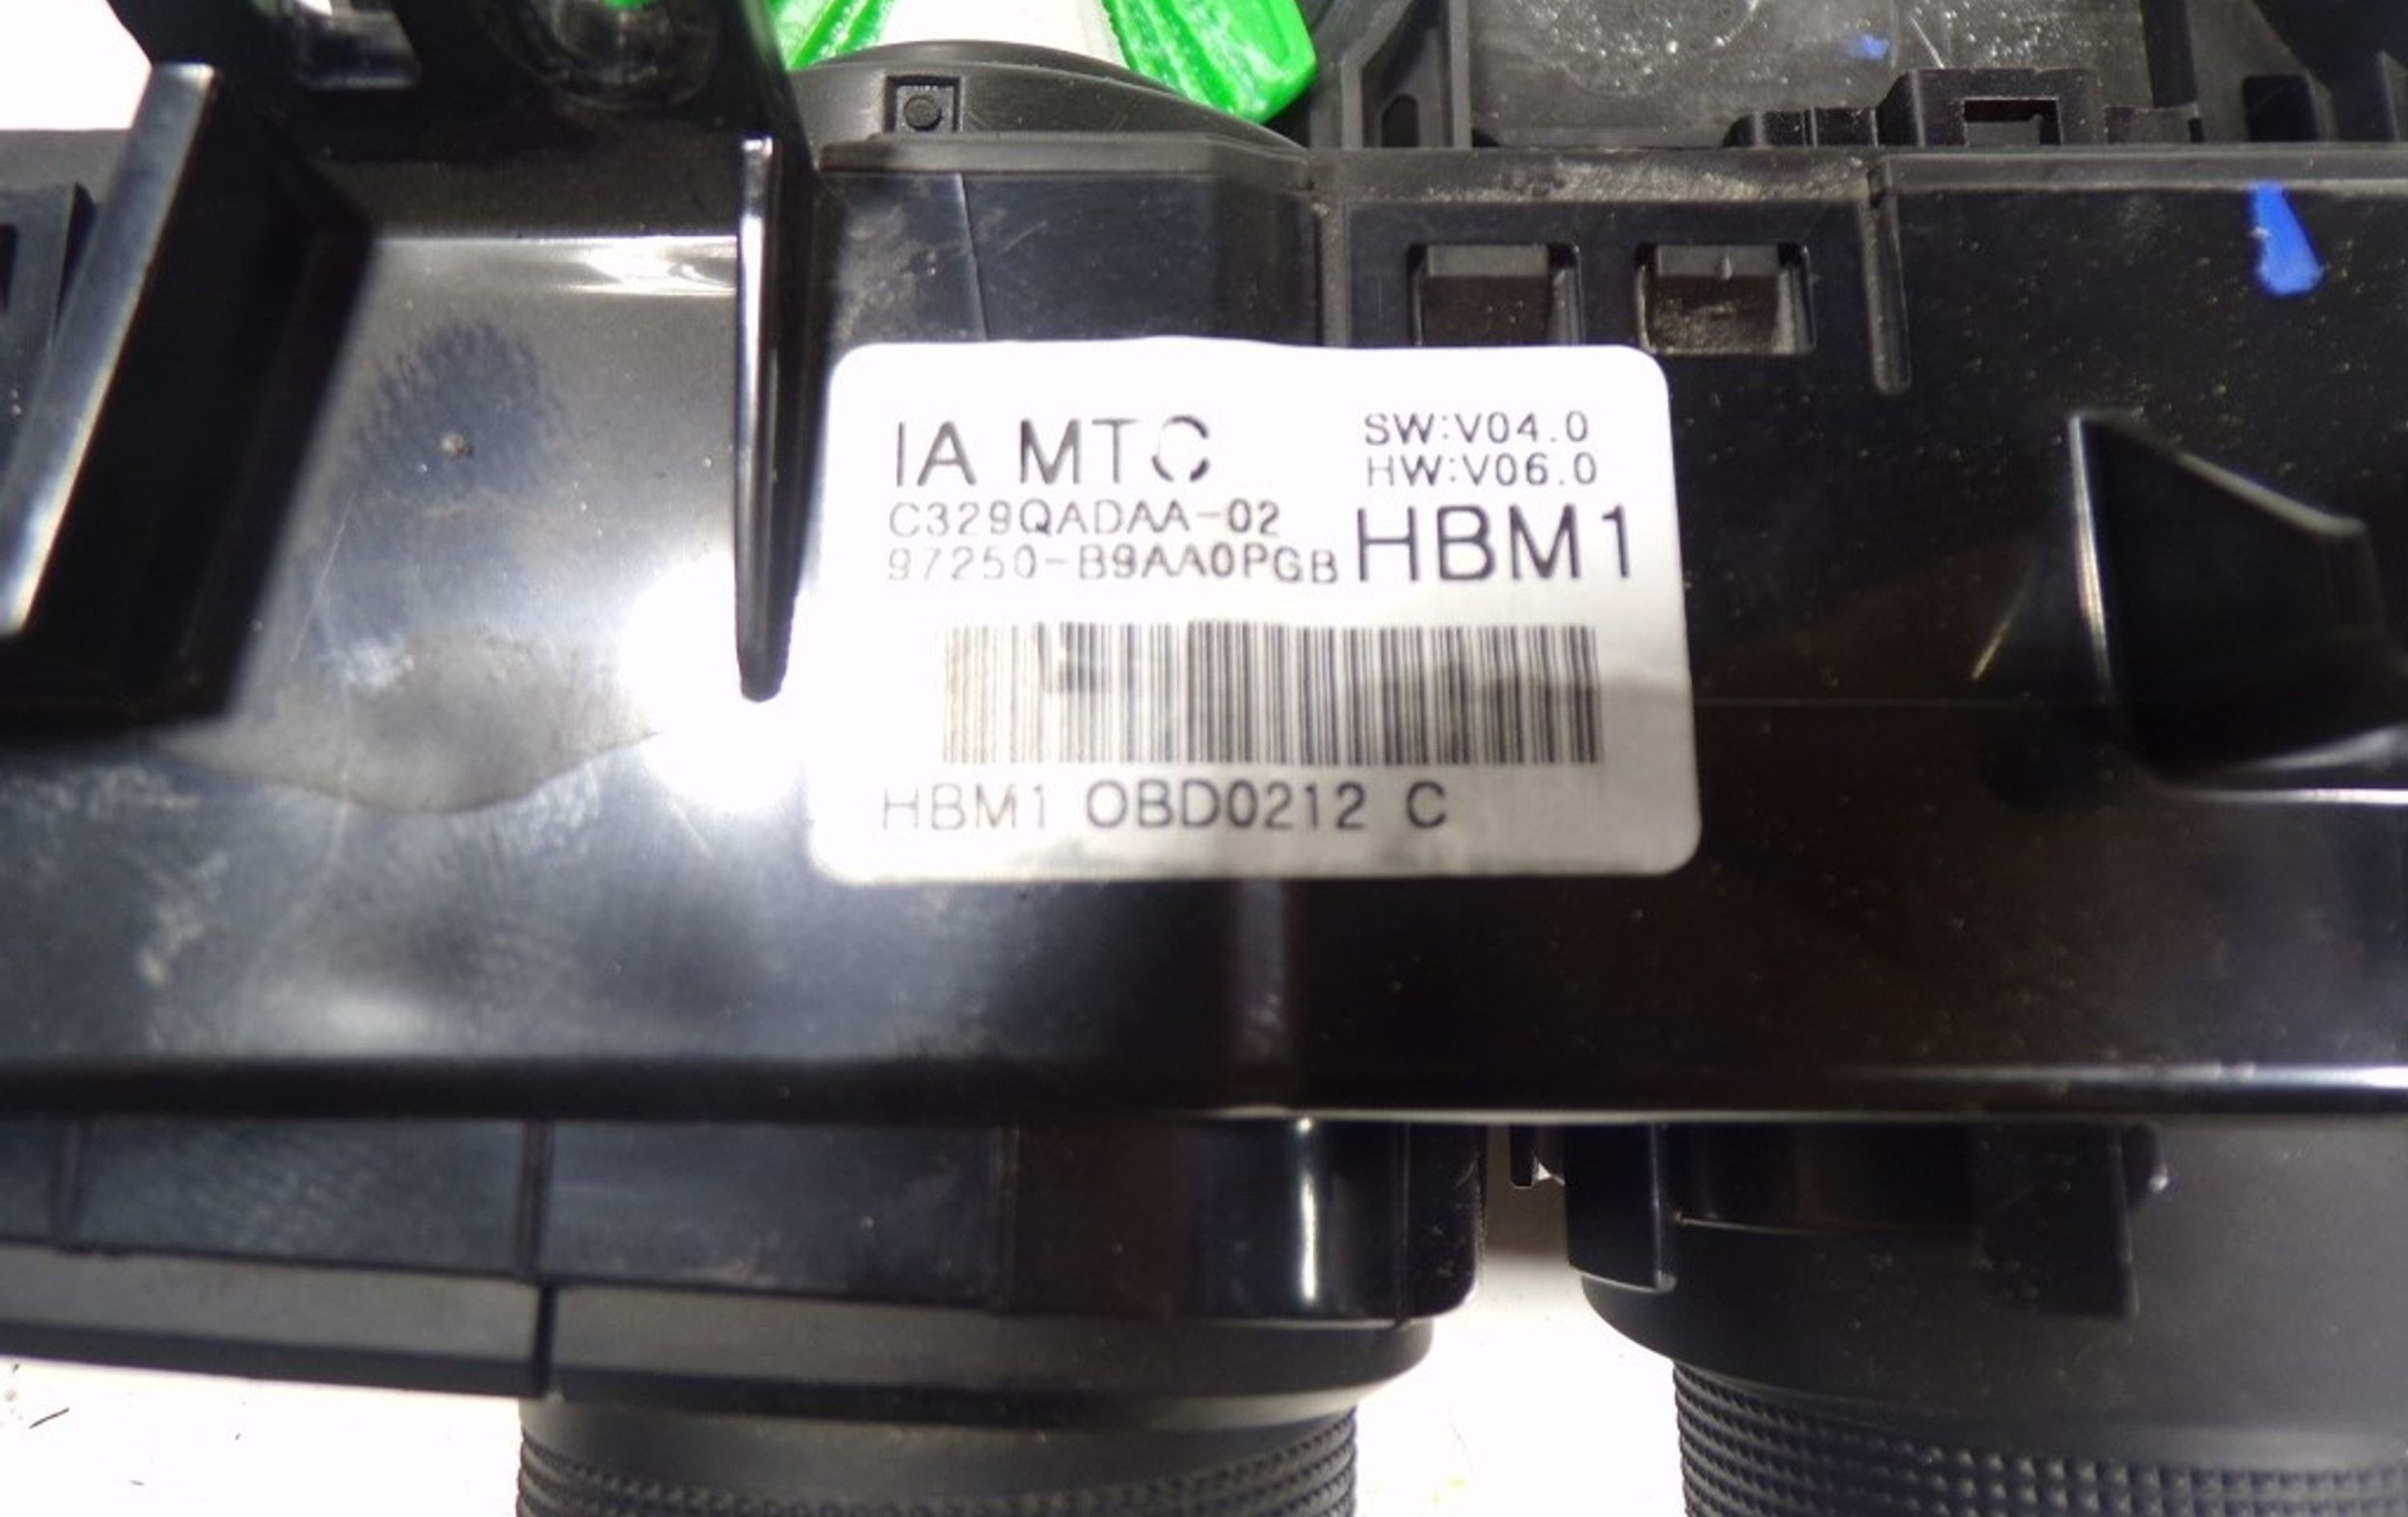 IA MTC
SW:V04.0
HW:V06.0
C329QADAA-02
97250-B9AA0PGB
HBM1
HBM1 OBD0212 C